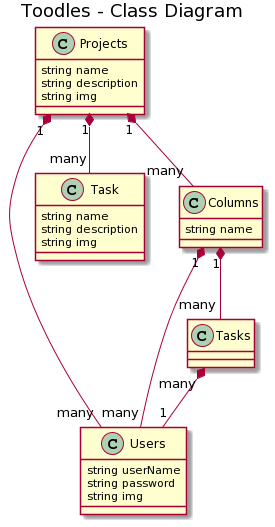 Toodles - Class Diagram
C Projects
string name
string description
string img
1 1 1
many many
C Task
string name
string description
string img
C Columns
string name
1 1
many
C Tasks
many
many many 1
C Users
string userName
string password
string img